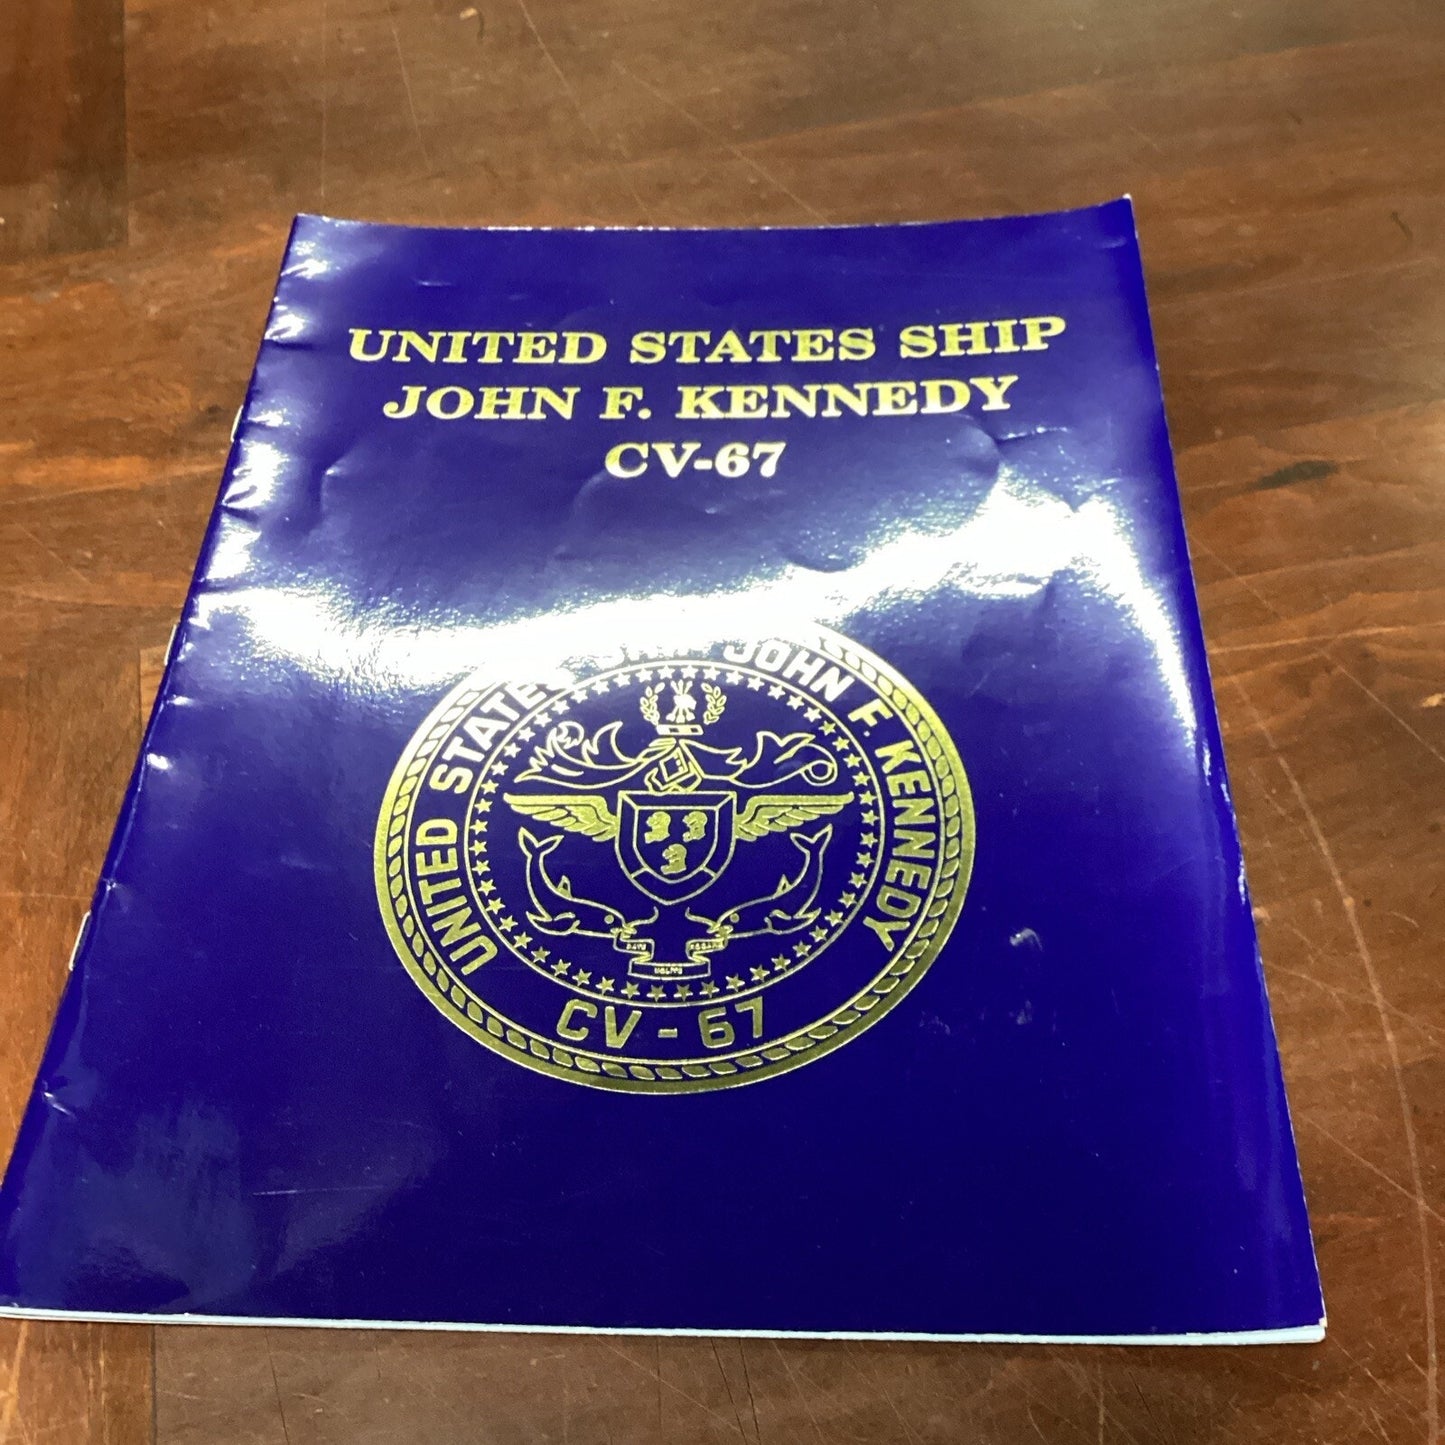 UNITED STATES SHIP
JOHN F. KENNEDY
CV-67
UNITED STATES SHIP JOHN F. KENNEDY
CV - 67